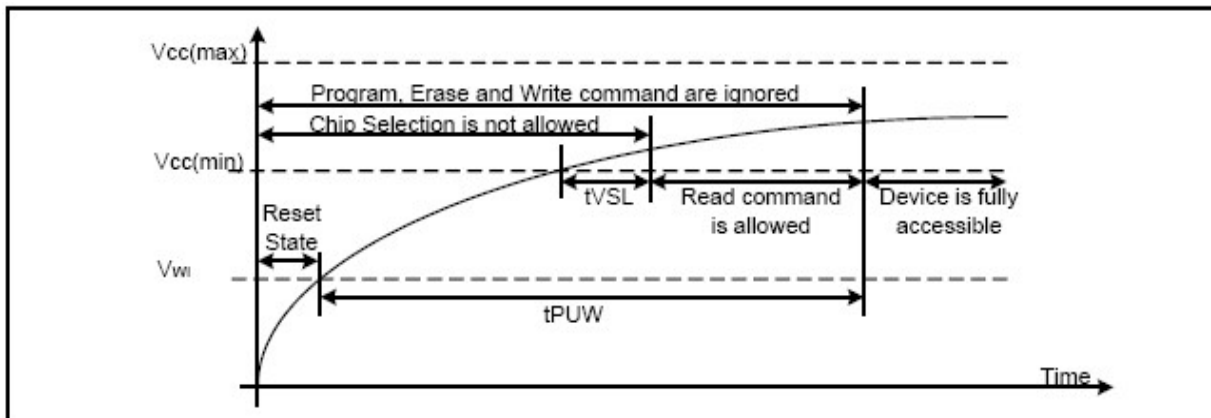 Vcc(max)
Program, Erase and Write command are ignored
Chip Selection is not allowed
Vcc(min)
tVSL
Read command
is allowed
Device is fully
accessible
Reset
State
VWI
tPUW
Time